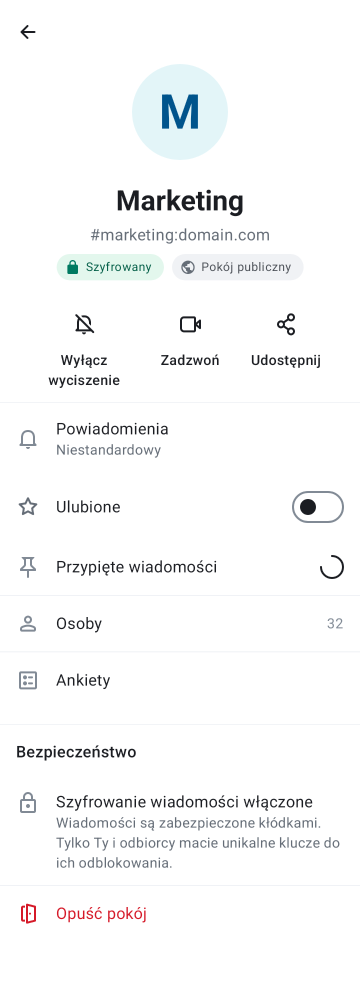 M
Marketing
#marketing:domain.com
Szyfrowany
Pokój publiczny
Wyłącz
wyciszenie
Zadzwoń
Udostępnij
Powiadomienia
Niestandardowy
Ulubione
Przypięte wiadomości
Osoby
32
Ankiety
Bezpieczeństwo
Szyfrowanie wiadomości włączone
Wiadomości są zabezpieczone kłódkami.
Tylko Ty i odbiorcy macie unikalne klucze do
ich odblokowania.
Opuść pokój